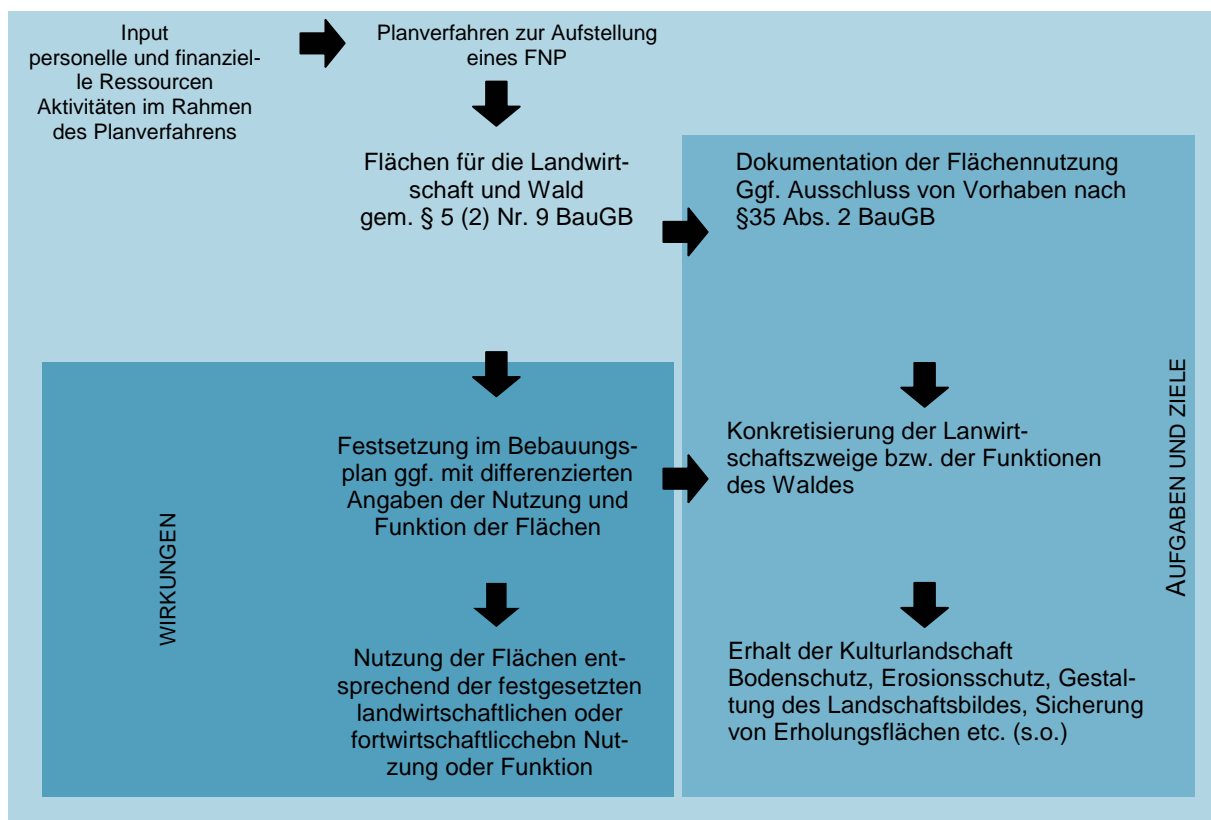 Input
personelle und finanziel-
le Ressourcen
Aktivitäten im Rahmen
des Planverfahrens
Planverfahren zur Aufstellung
eines FNP
Flächen für die Landwirt-
schaft und Wald
gem. § 5 (2) Nr. 9 BauGB
Dokumentation der Flächennutzung
Ggf. Ausschluss von Vorhaben nach
§35 Abs. 2 BauGB
Festsetzung im Bebauungs-
plan ggf. mit differenzierten
Angaben der Nutzung und
Funktion der Flächen
Konkretisierung der Lanwirt-
schaftszweige bzw. der Funktionen
des Waldes
Nutzung der Flächen ent-
sprechend der festgesetzten
landwirtschaftlichen oder
fortwirtschaftlicchebn Nut-
zung oder Funktion
Erhalt der Kulturlandschaft
Bodenschutz, Erosionsschutz, Gestal-
tung des Landschaftsbildes, Sicherung
von Erholungsflächen etc. (s.o.)
WIRKUNGEN
AUFGABEN UND ZIELE